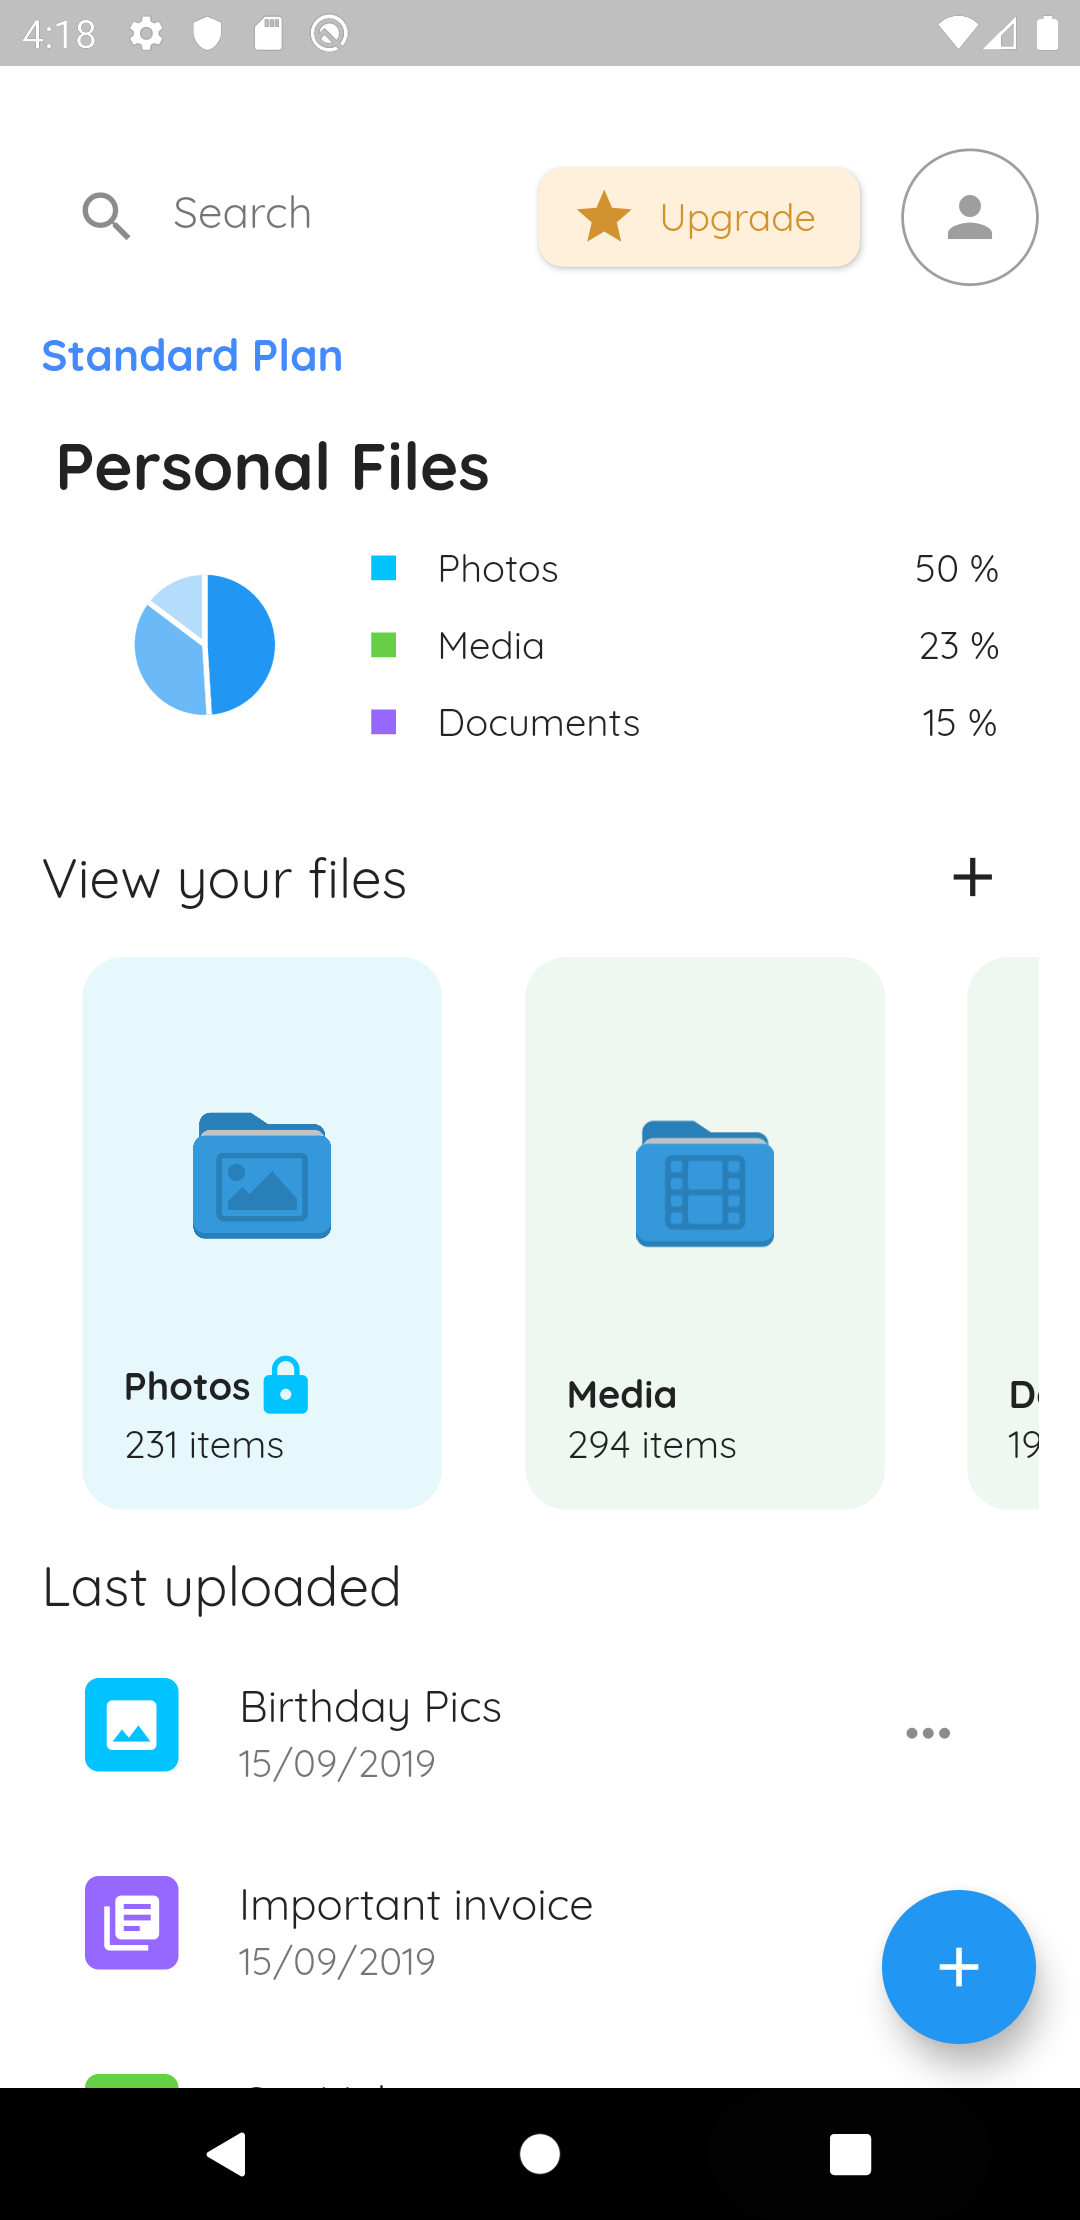 4:18
Search
Upgrade
Standard Plan
Personal Files
Photos 50 %
Media 23 %
Documents 15 %
View your files
Photos
231 items
Media
294 items
Last uploaded
Birthday Pics
15/09/2019
Important invoice
15/09/2019